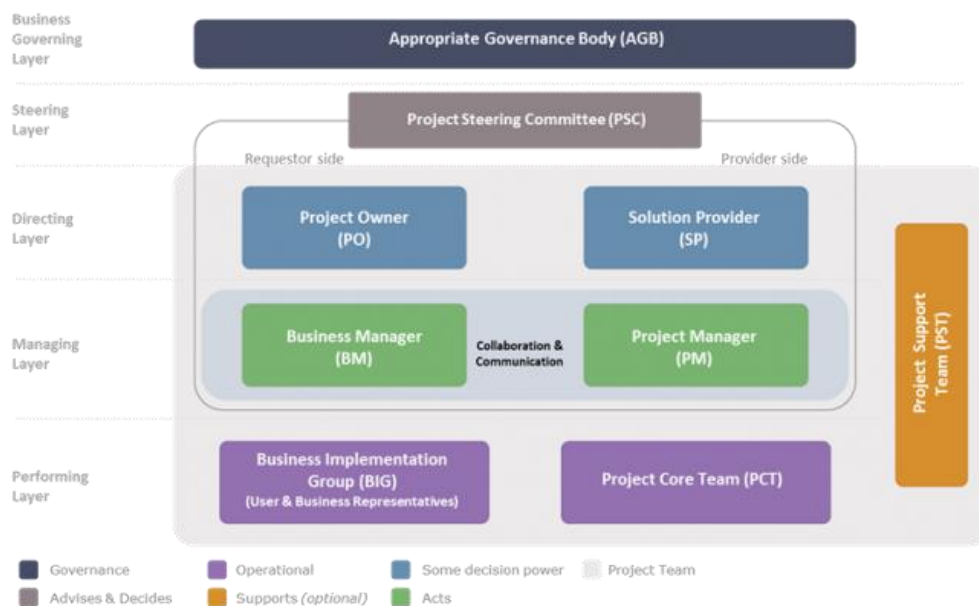 Business
Governing
Layer
Appropriate Governance Body (AGB)
Steering
Layer
Project Steering Committee (PSC)
Requestor side
Provider side
Directing
Layer
Project Owner
(PO)
Solution Provider
(SP)
Managing
Layer
Business Manager
(BM)
Collaboration &
Communication
Project Manager
(PM)
Project Support
Team (PST)
Performing
Layer
Business Implementation
Group (BIG)
(User & Business Representatives)
Project Core Team (PCT)
Governance
Operational
Some decision power
Project Team
Advises & Decides
Supports (optional)
Acts